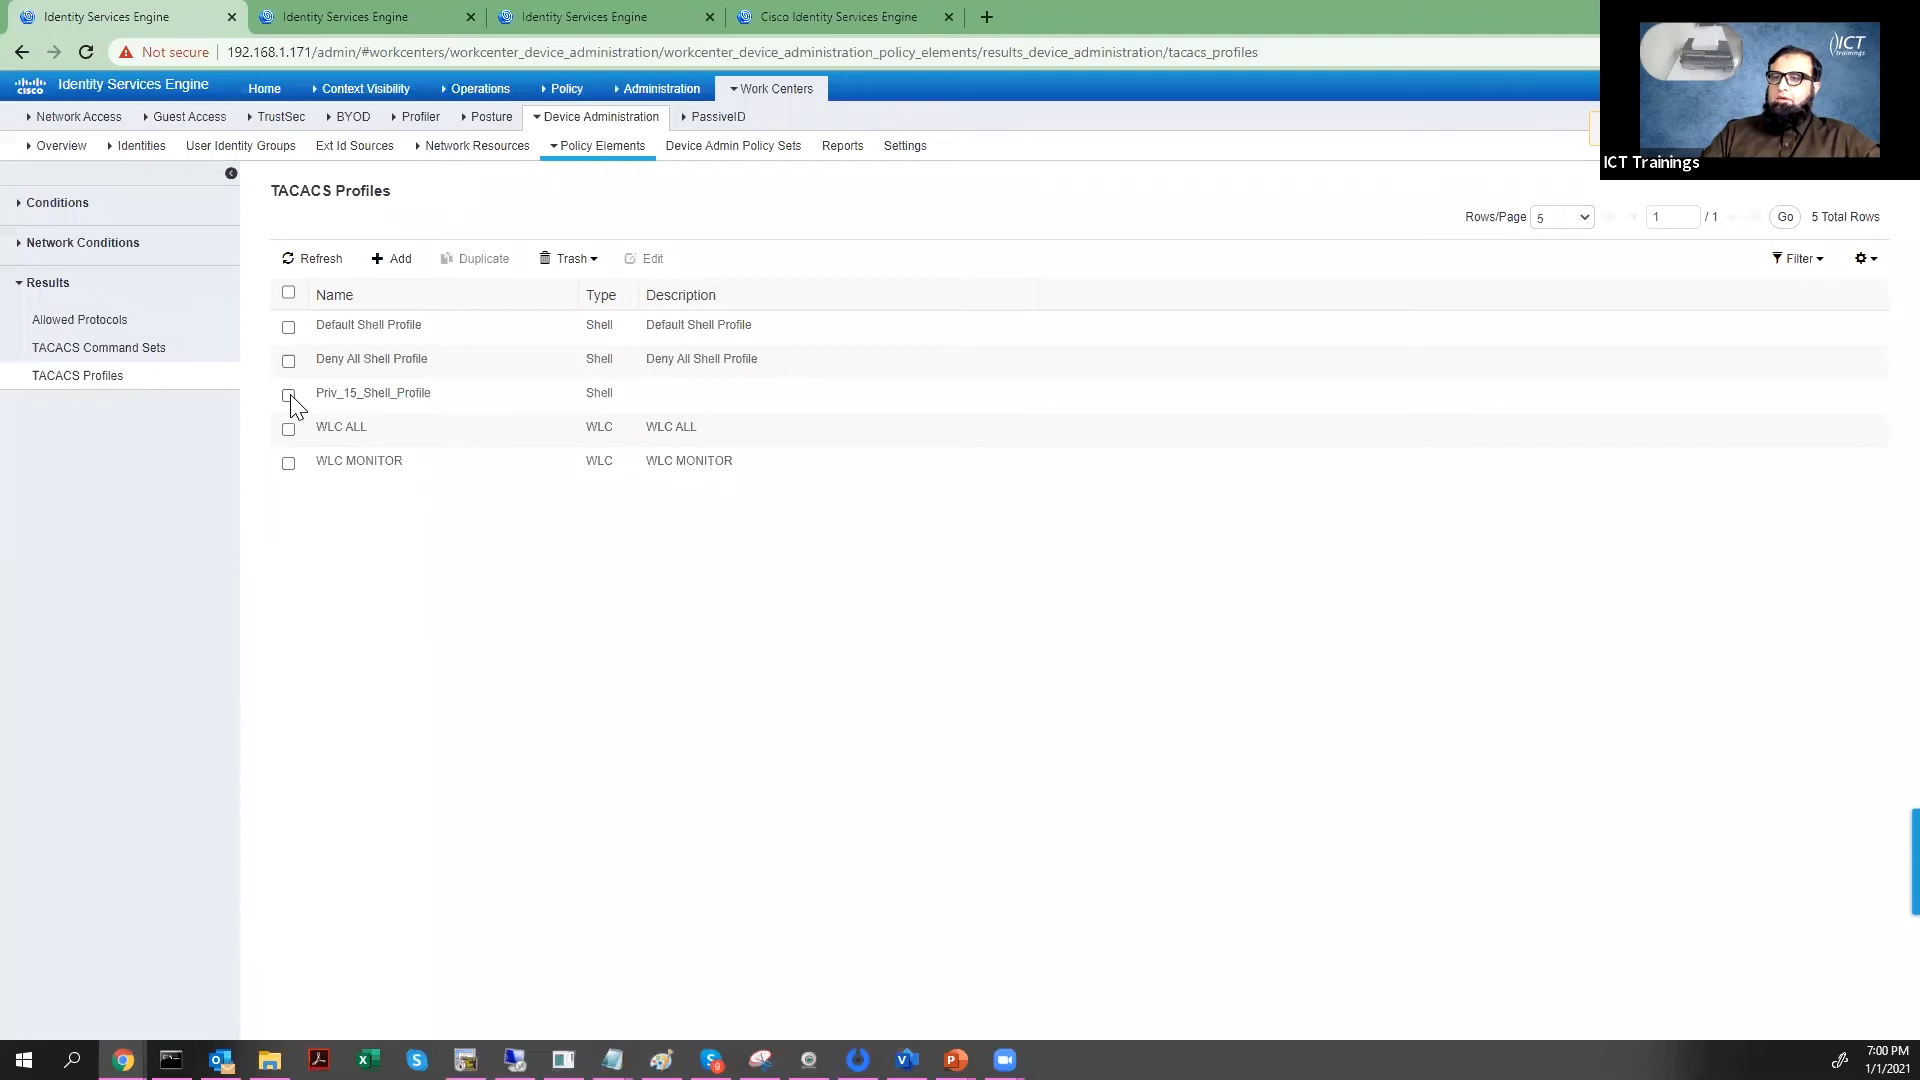 Identity Services Engine
Identity Services Engine
Identity Services Engine
Cisco Identity Services Engine
Not secure
192.168.1.171/admin/#workcenters/workcenter_device_administration/workcenter_device_administration_policy_elements/results_device_administration/tacacs_profiles
ICT
trainings
ICT Trainings
cisco
Identity Services Engine
Home
Context Visibility
Operations
Policy
Administration
Work Centers
Network Access
Guest Access
TrustSec
BYOD
Profiler
Posture
Device Administration
PassiveID
Overview
Identities
User Identity Groups
Ext Id Sources
Network Resources
Policy Elements
Device Admin Policy Sets
Reports
Settings
Conditions
Network Conditions
Results
Allowed Protocols
TACACS Command Sets
TACACS Profiles
TACACS Profiles
Rows/Page 5 1 / 1 Go 5 Total Rows
Refresh Add Duplicate Trash Edit Filter
Name Type Description
Default Shell Profile Shell Default Shell Profile
Deny All Shell Profile Shell Deny All Shell Profile
Priv_15_Shell_Profile Shell
WLC ALL WLC WLC ALL
WLC MONITOR WLC WLC MONITOR
7:00 PM
1/1/2021